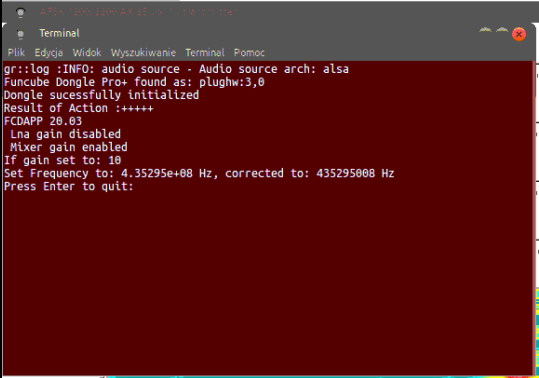 Terminal
Plik Edycja Widok Wyszukiwanie Terminal Pomoc
gr::log :INFO: audio source - Audio source arch: alsa
Funcube Dongle Pro+ found as: plughw:3,0
Dongle sucessfully initialized
Result of Action :+++++
FCDAPP 20.03
Lna gain disabled
Mixer gain enabled
If gain set to: 10
Set Frequency to: 4.35295e+08 Hz, corrected to: 435295008 Hz
Press Enter to quit: